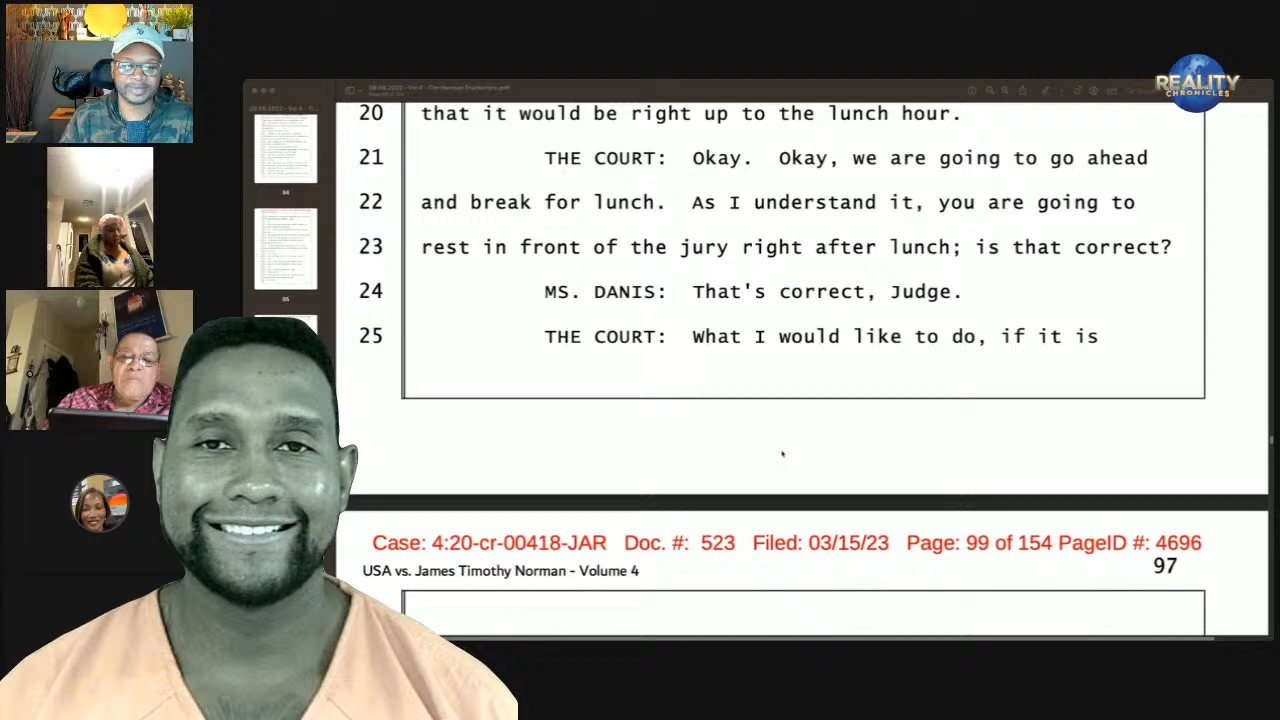 REALITY
CHRONICLES
20 that it would be right up to the lunch hour.
21 THE COURT: Okay. Okay, we are going to go ahead
22 and break for lunch. As I understand it, you are going to
23 rest in front of the jury right after lunch; is that correct?
24 MS. DANIS: That's correct, Judge.
25 THE COURT: What I would like to do, if it is
94
95
Case: 4:20-cr-00418-JAR Doc. #: 523 Filed: 03/15/23 Page: 99 of 154 PageID #: 4696
USA vs. James Timothy Norman - Volume 4
97